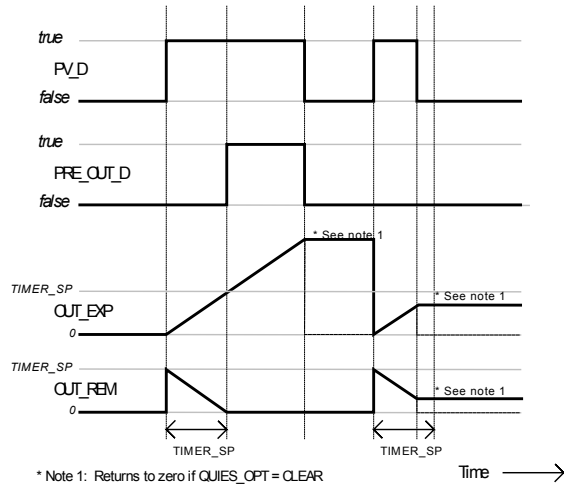 true
PV_D
false
true
PRE_OUT_D
false
* See note 1
TIMER_SP
OUT_EXP
* See note 1
0
TIMER_SP
OUT_REM
* See note 1
0
TIMER_SP
TIMER_SP
* Note 1: Returns to zero if QUIES_OPT = CLEAR
Time